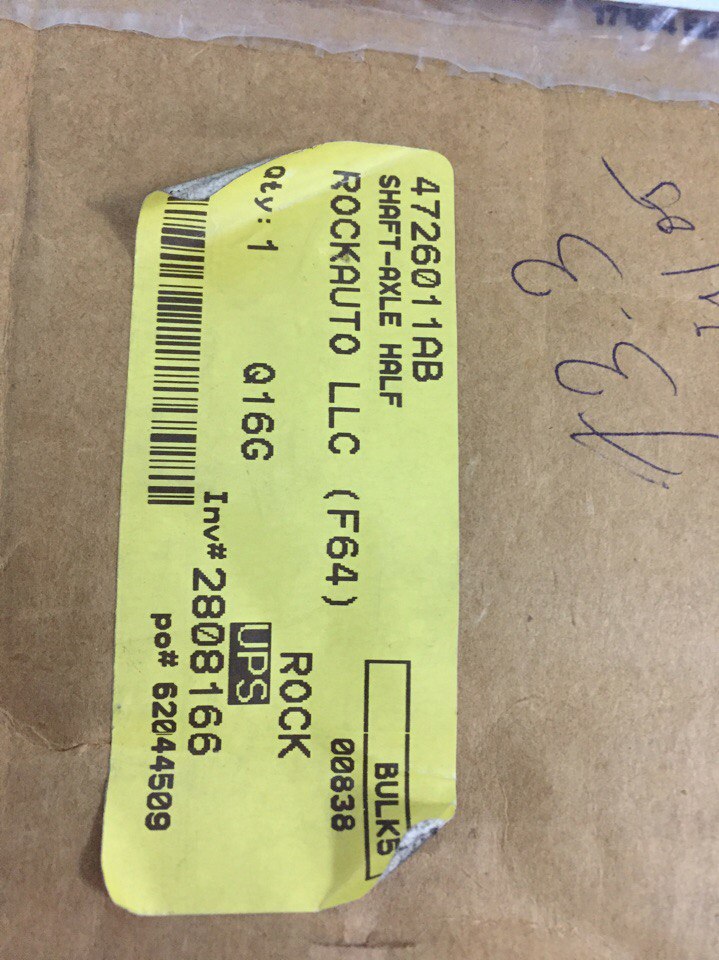 4726011AB
SHAFT-AXLE HALF
BULK5
ROCKAUTO LLC (F64)
00838
Qty: 1
Q16G
ROCK
UPS
Inv# 2808166
po# 62044509